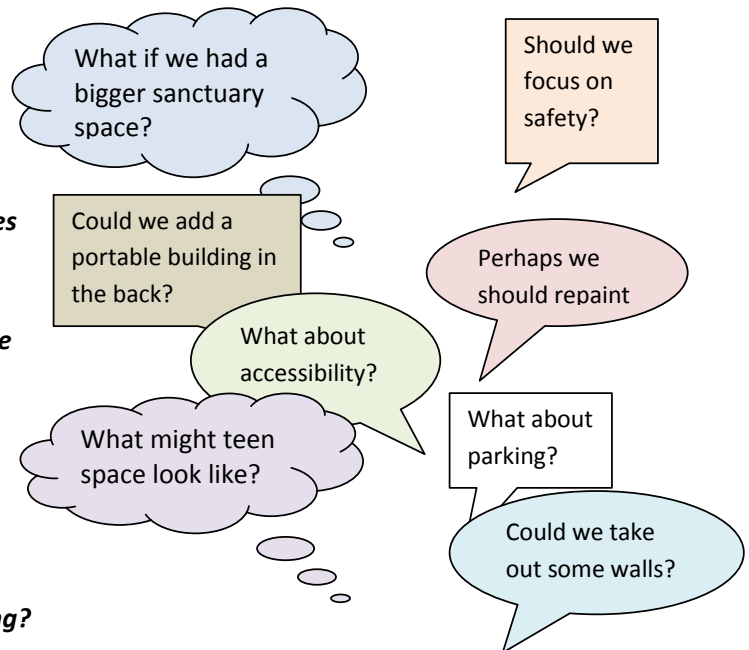 What if we had a
bigger sanctuary
space?
Should we
focus on
safety?
Could we add a
portable building in
the back?
Perhaps we
should repaint
What about
accessibility?
What might teen
space look like?
What about
parking?
Could we take
out some walls?